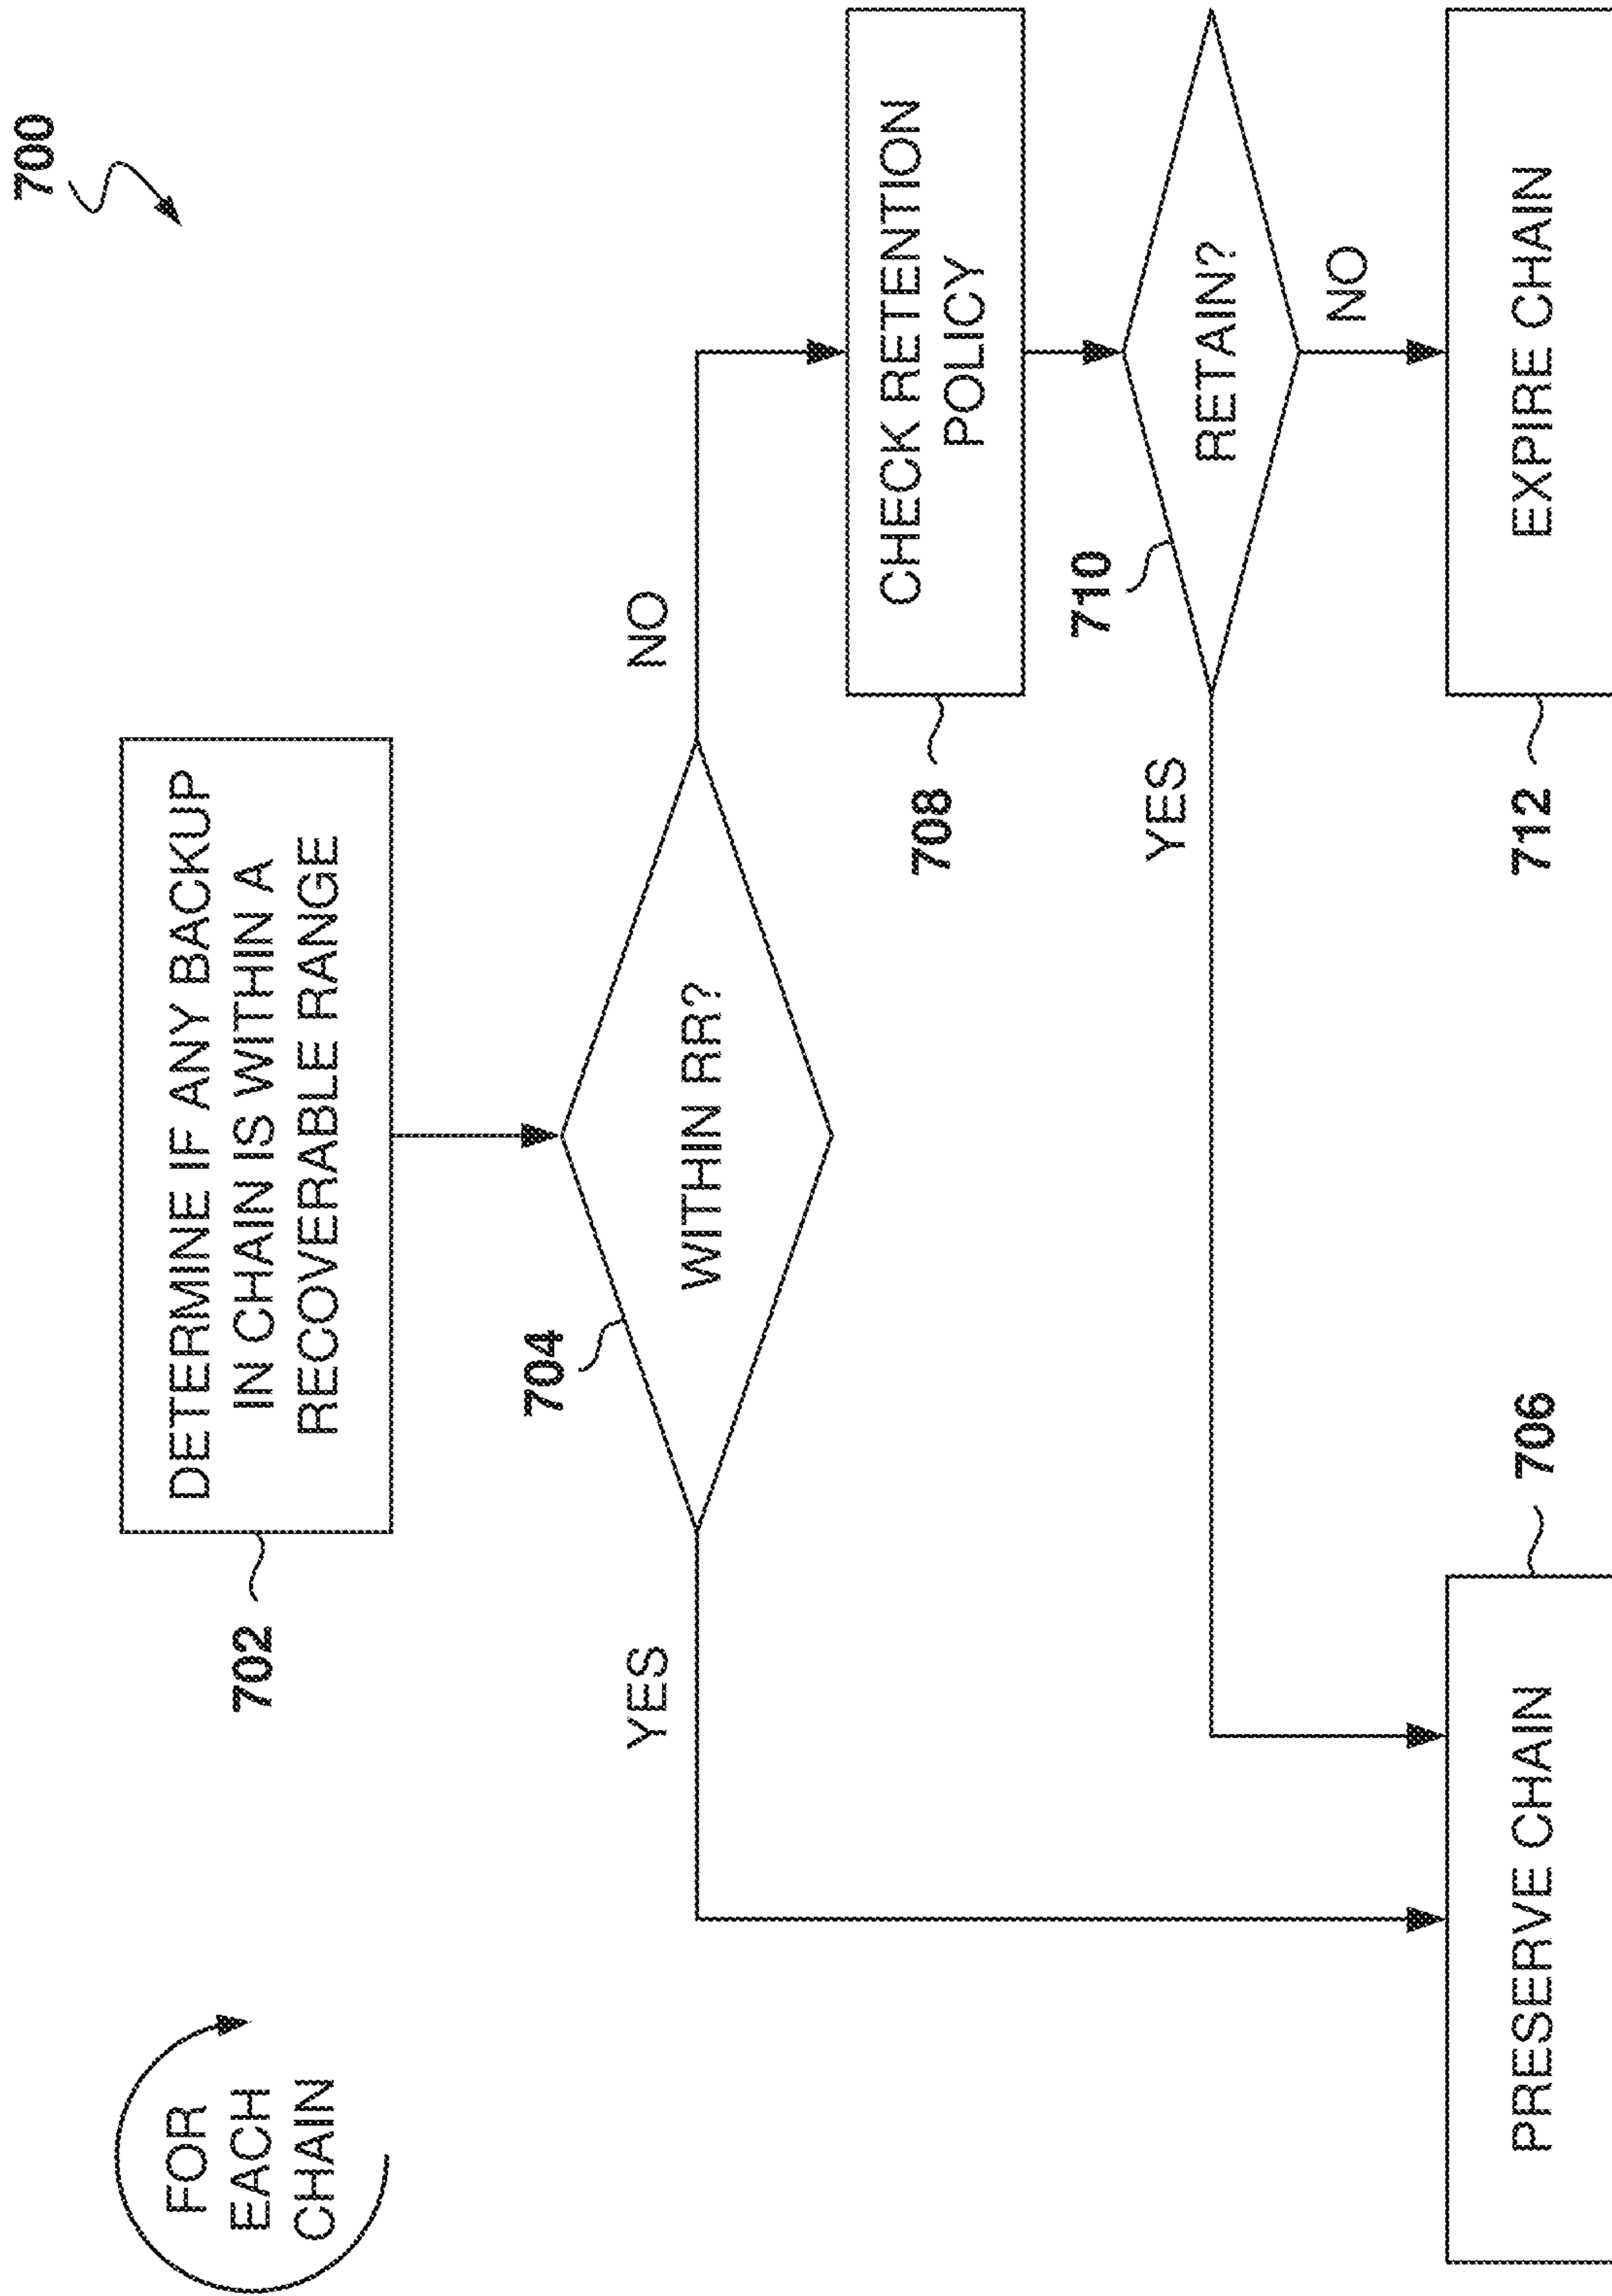 700
FOR
EACH
CHAIN
702
DETERMINE IF ANY BACKUP
IN CHAIN IS WITHIN A
RECOVERABLE RANGE
704
WITHIN RR?
YES
NO
708
CHECK RETENTION
POLICY
710
RETAIN?
YES
NO
PRESERVE CHAIN
706
712
EXPIRE CHAIN